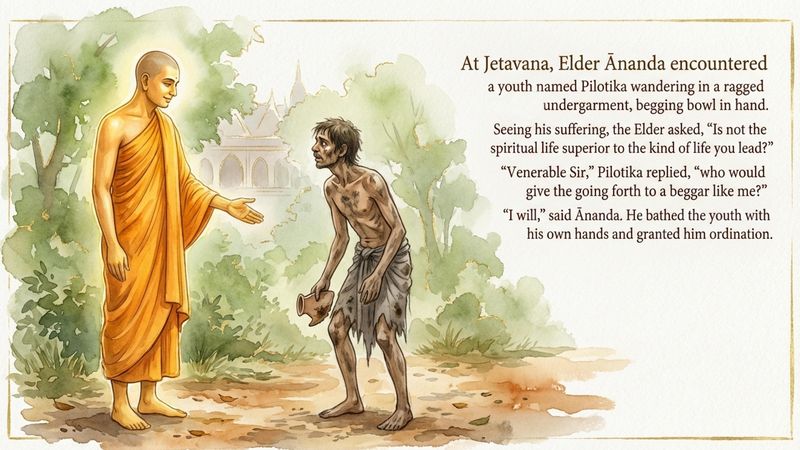 At Jetavana, Elder Ānanda encountered
a youth named Pilotika wandering in a ragged
undergarment, begging bowl in hand.
Seeing his suffering, the Elder asked, “Is not the
spiritual life superior to the kind of life you lead?”
“Venerable Sir,” Pilotika replied, “who would
give the going forth to a beggar like me?”
“I will,” said Ānanda. He bathed the youth with
his own hands and granted him ordination.